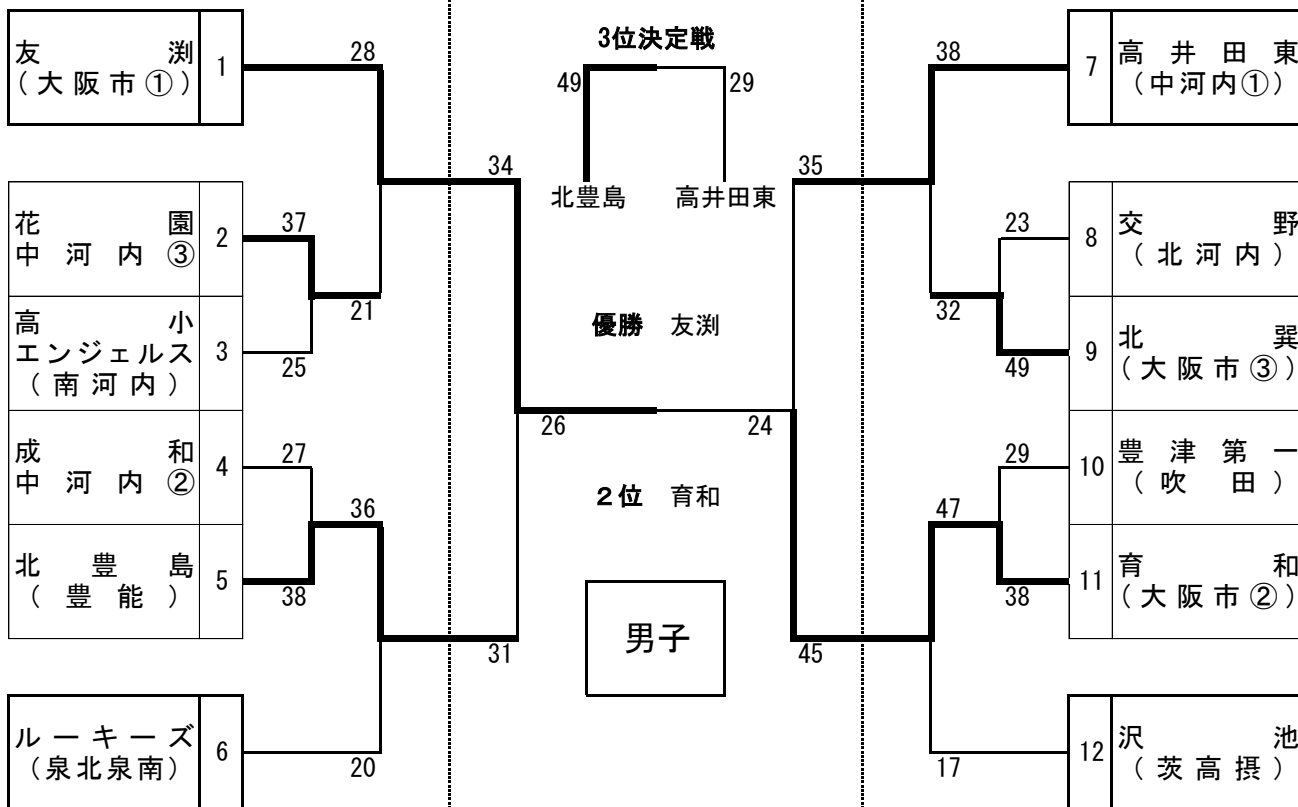 友渕
(大阪市①)
1
28
花園
中河内③
2
37
高小
エンジェルス
(南河内)
3
25
21
成和
中河内②
4
27
北豊島
(豊能)
5
38
36
ルーキーズ
(泉北泉南)
6
20
34
31
3位決定戦
49
29
北豊島
高井田東
優勝 友渕
26
24
2位 育和
男子
35
45
38
7
高井田東
(中河内①)
23
8
交野
(北河内)
32
49
9
北巽
(大阪市③)
29
10
豊津第一
(吹田)
47
38
11
育和
(大阪市②)
17
12
沢池
(茨高摂)